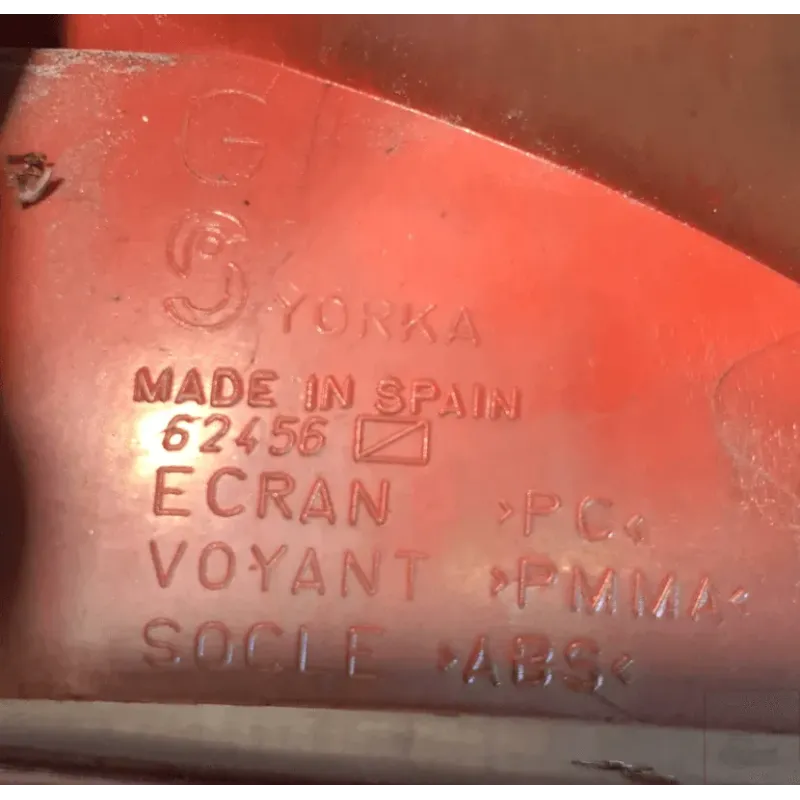 G
YORKA
MADE IN SPAIN
62456
ECRAN >PC<
VOYANT >PMMA<
SOCLE >ABS<